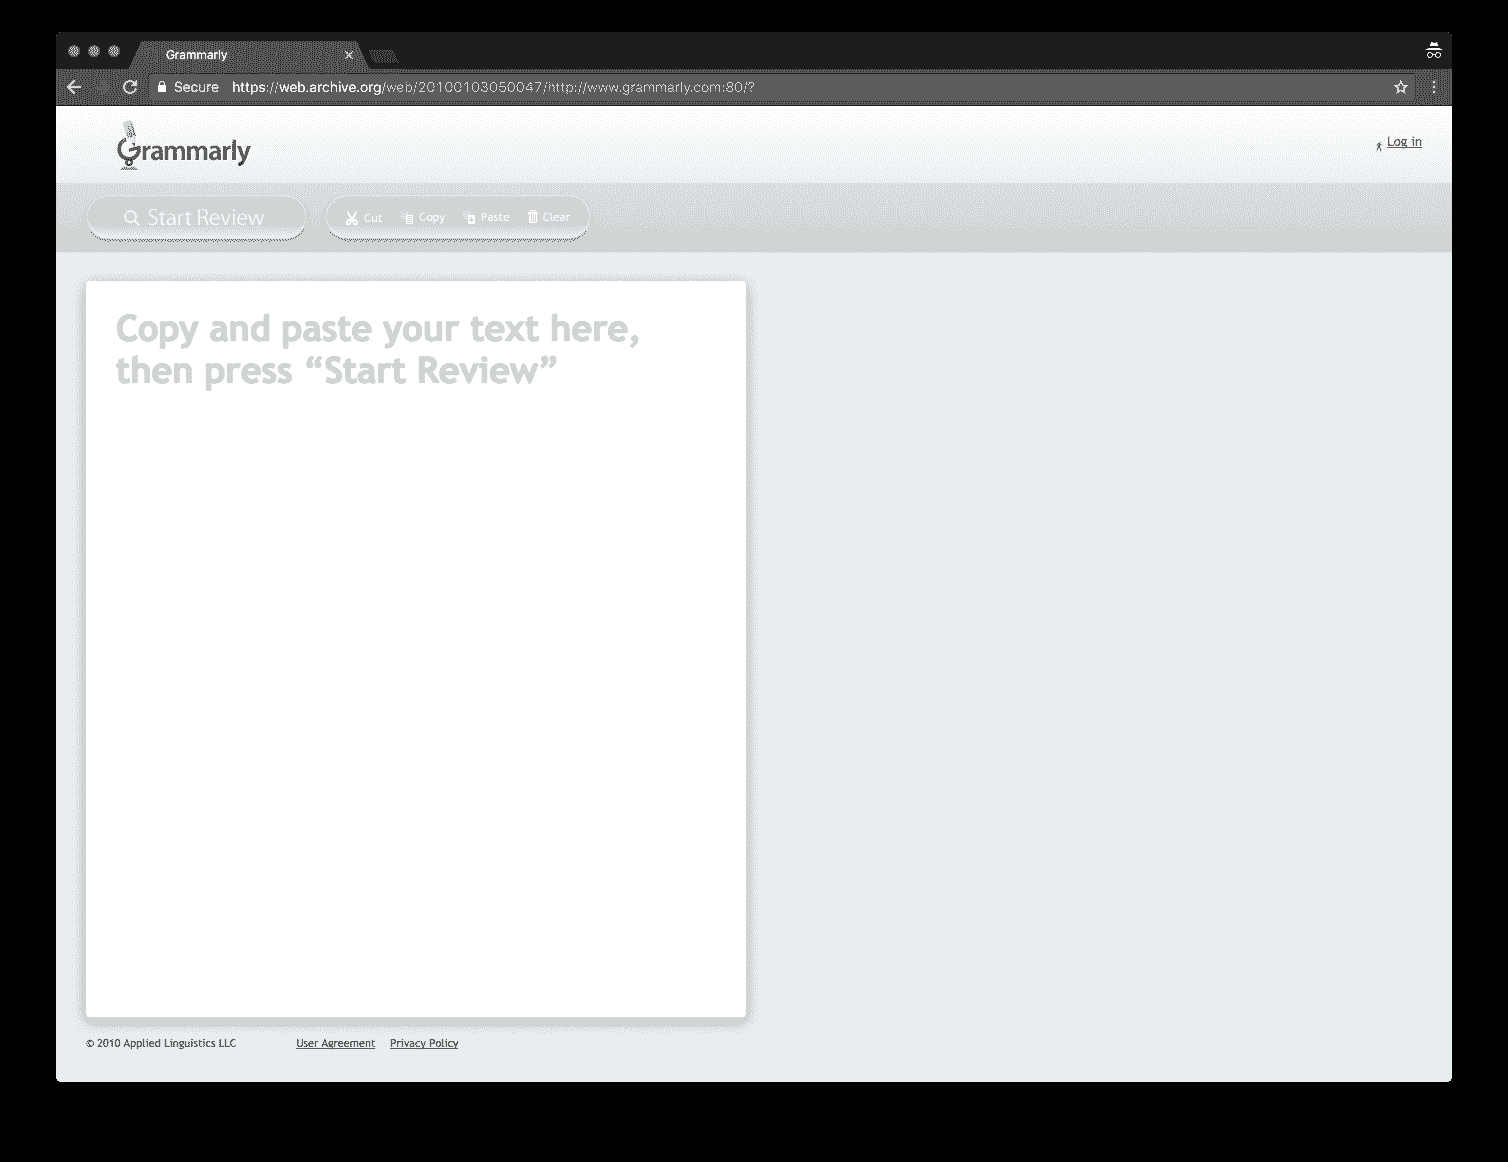 Grammarly
Secure https://web.archive.org/web/20100103050047/http://www.grammarly.com:80/?
Grammarly
Log in
Start Review Cut Copy Paste Clear
Copy and paste your text here,
then press “Start Review”
© 2010 Applied Linguistics LLC User Agreement Privacy Policy